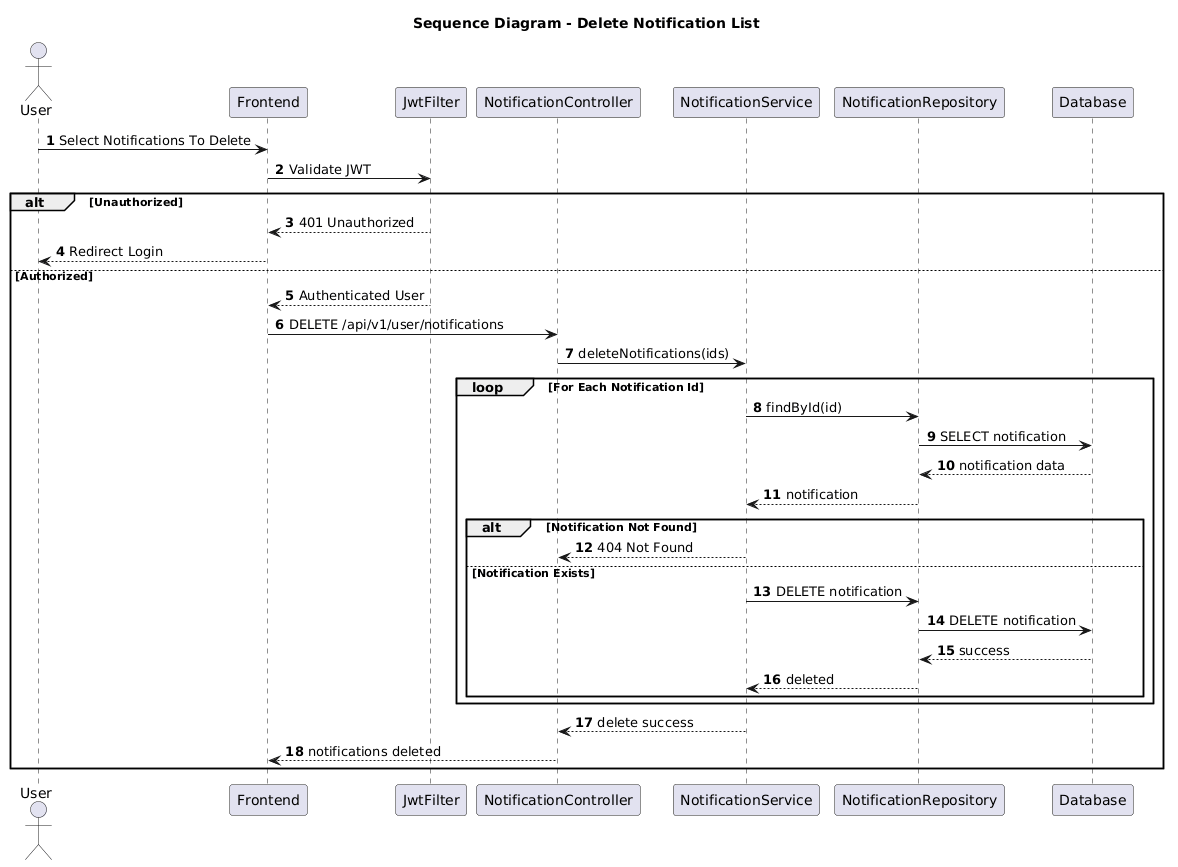 Sequence Diagram - Delete Notification List
User
Frontend
JwtFilter
NotificationController
NotificationService
NotificationRepository
Database
1 Select Notifications To Delete
2 Validate JWT
alt [Unauthorized]
3 401 Unauthorized
4 Redirect Login
[Authorized]
5 Authenticated User
6 DELETE /api/v1/user/notifications
7 deleteNotifications(ids)
loop [For Each Notification Id]
8 findById(id)
9 SELECT notification
10 notification data
11 notification
alt [Notification Not Found]
12 404 Not Found
[Notification Exists]
13 DELETE notification
14 DELETE notification
15 success
16 deleted
17 delete success
18 notifications deleted
User
Frontend
JwtFilter
NotificationController
NotificationService
NotificationRepository
Database